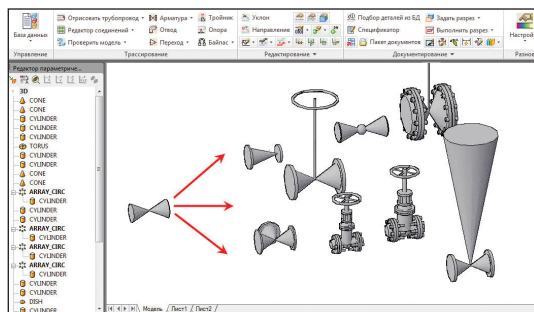 База данных
Отрисовать трубопровод
Арматура
Тройник
Редактор соединений
Отвод
Опора
Проверить модель
Переход
Байпас
Уклон
Направление
Подбор деталей из БД
Задать разрез
Спецификатор
Выполнить разрез
Пакет документов
Настрой
Управление
Трассирование
Редактирование
Документирование
Разное
Редактор параметриче...
3D
CONE
CONE
CYLINDER
CYLINDER
CYLINDER
TORUS
CYLINDER
CYLINDER
CONE
CONE
ARRAY_CIRC
CYLINDER
CYLINDER
CYLINDER
ARRAY_CIRC
CYLINDER
ARRAY_CIRC
CYLINDER
ARRAY_CIRC
CYLINDER
CYLINDER
CYLINDER
DISH
CYLINDER
Модель / Лист1 / Лист2 /